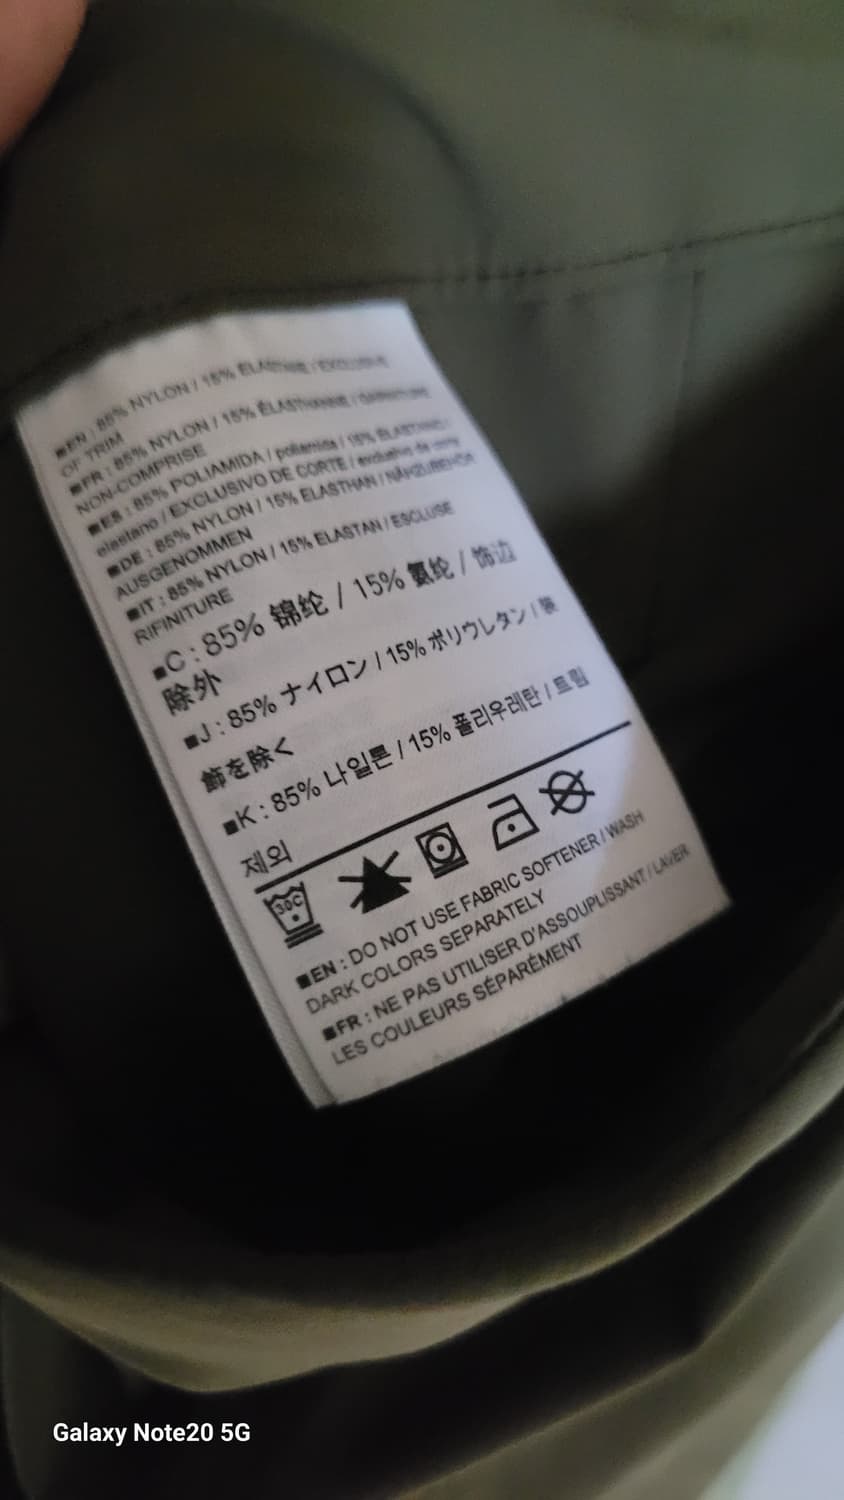 ■EN : 85% NYLON / 15% ELASTHANE / EXCLUSIVE
OF TRIM
■FR : 85% NYLON / 15% ÉLASTHANNE / GARNITURE
NON-COMPRISE
■ES : 85% POLIAMIDA / poliamida / 15% ELASTANO /
elastano / EXCLUSIVO DE CORTE / exclusivo de corte
■DE : 85% NYLON / 15% ELASTHAN / NÄHZUBEHÖR
AUSGENOMMEN
■IT : 85% NYLON / 15% ELASTAN / ESCLUSE
RIFINITURE
■C : 85% 锦纶 / 15% 氨纶 / 饰边
除外
■J : 85% ナイロン / 15% ポリウレタン / 装
飾を除く
■K : 85% 나일론 / 15% 폴리우레탄 / 트림
제외
30C
■EN : DO NOT USE FABRIC SOFTENER / WASH
DARK COLORS SEPARATELY
■FR : NE PAS UTILISER D'ASSOUPLISSANT / LAVER
LES COULEURS SÉPARÉMENT
Galaxy Note20 5G